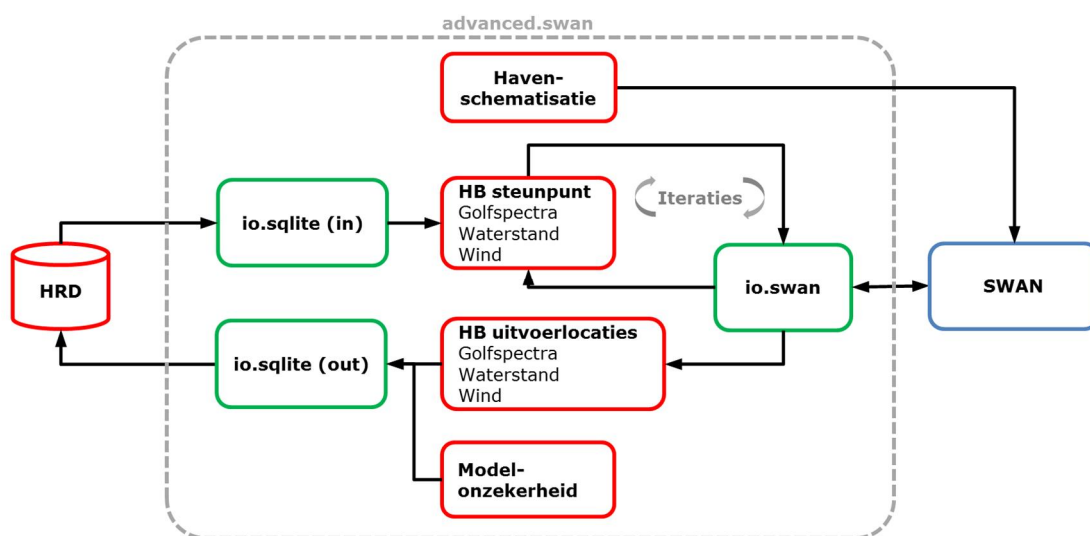 advanced.swan
Haven-
schematisatie
HB steunpunt
Golfspectra
Waterstand
Wind
Iteraties
io.sqlite (in)
HRD
io.swan
SWAN
io.sqlite (out)
HB uitvoerlocaties
Golfspectra
Waterstand
Wind
Model-
onzekerheid